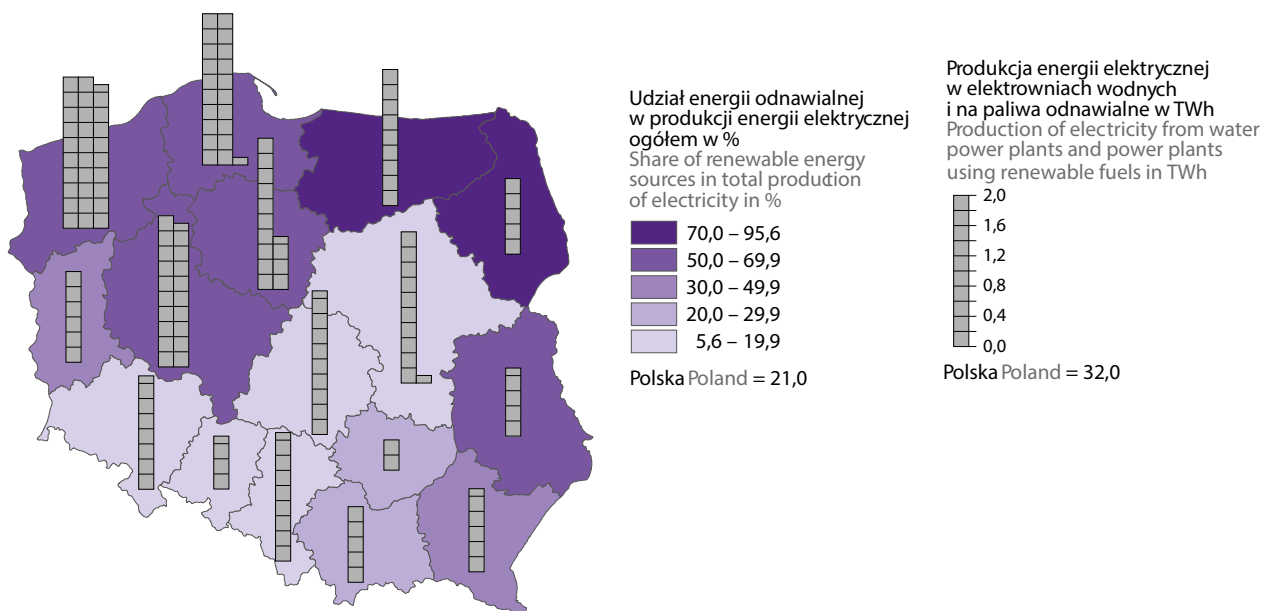 Udział energii odnawialnej
w produkcji energii elektrycznej
ogółem w %
Share of renewable energy
sources in total production
of electricity in %
70,0 – 95,6
50,0 – 69,9
30,0 – 49,9
20,0 – 29,9
5,6 – 19,9
Polska Poland = 21,0
Produkcja energii elektrycznej
w elektrowniach wodnych
i na paliwa odnawialne w TWh
Production of electricity from water
power plants and power plants
using renewable fuels in TWh
2,0
1,6
1,2
0,8
0,4
0,0
Polska Poland = 32,0